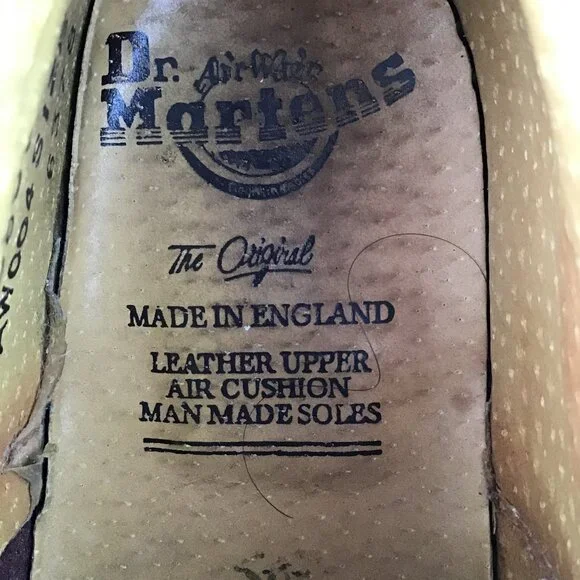 Dr. AirWair
Martens
The Original
MADE IN ENGLAND
LEATHER UPPER
AIR CUSHION
MAN MADE SOLES